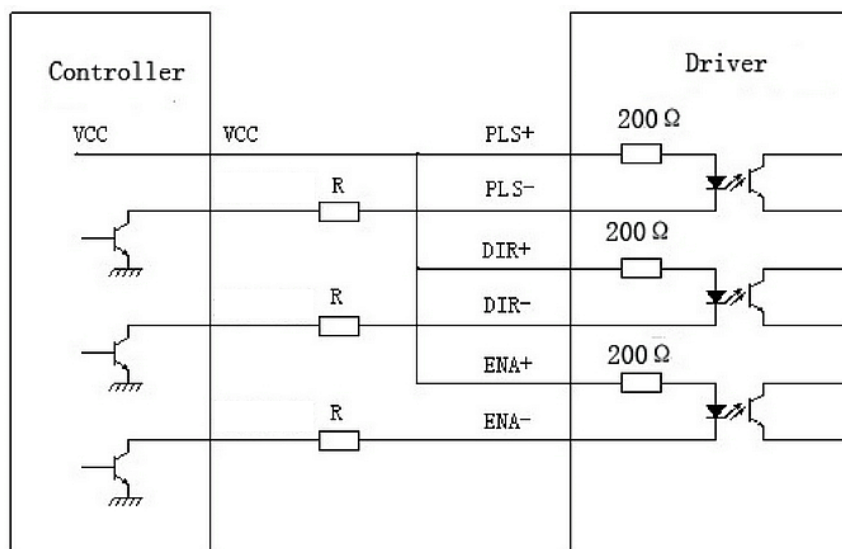 Controller
Driver
VCC
VCC
PLS+
200Ω
R
PLS-
DIR+
200Ω
R
DIR-
ENA+
200Ω
R
ENA-